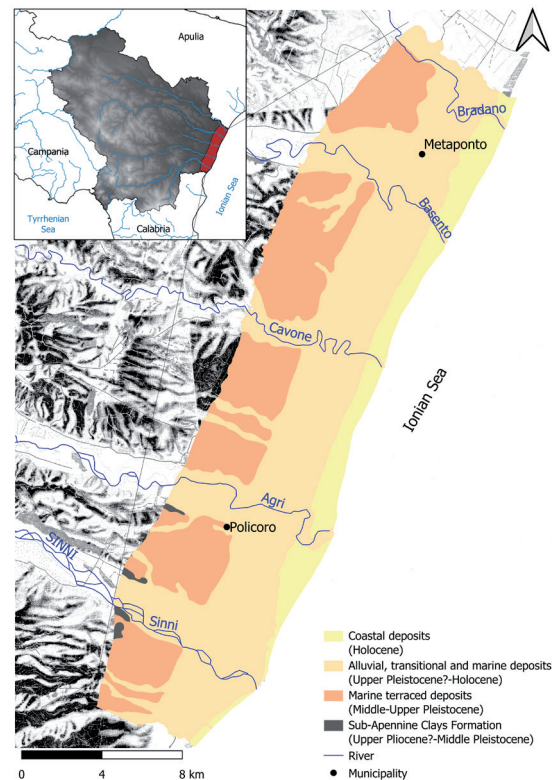 Apulia
Campania
Tyrrhenian
Sea
Calabria
Ionian Sea
Bradano
Metaponto
Basento
Cavone
Ionian Sea
Agri
Policoro
SINNI
Sinni
Coastal deposits
(Holocene)
Alluvial, transitional and marine deposits
(Upper Pleistocene?-Holocene)
Marine terraced deposits
(Middle-Upper Pleistocene)
Sub-Apennine Clays Formation
(Upper Pliocene?-Middle Pleistocene)
River
Municipality
0 4 8 km